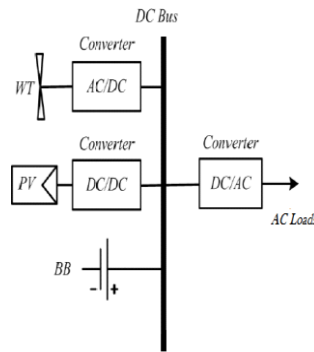 DC Bus
Converter
WT
AC/DC
Converter
Converter
PV
DC/DC
DC/AC
AC Load
BB
- +